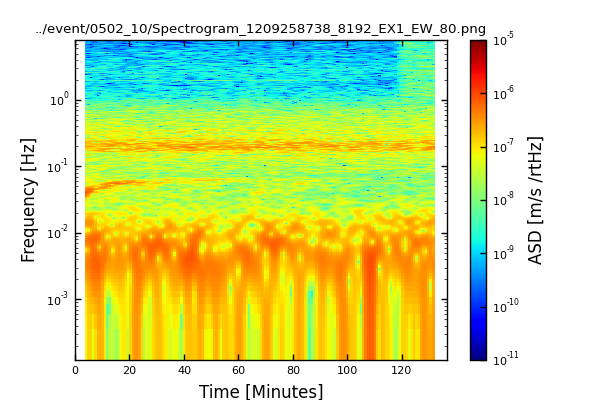 ../event/0502_10/Spectrogram_1209258738_8192_EX1_EW_80.png
Frequency [Hz]
10^0
10^-1
10^-2
10^-3
0 20 40 60 80 100 120
Time [Minutes]
10^-5
10^-6
10^-7
10^-8
10^-9
10^-10
10^-11
ASD [m/s /rtHz]